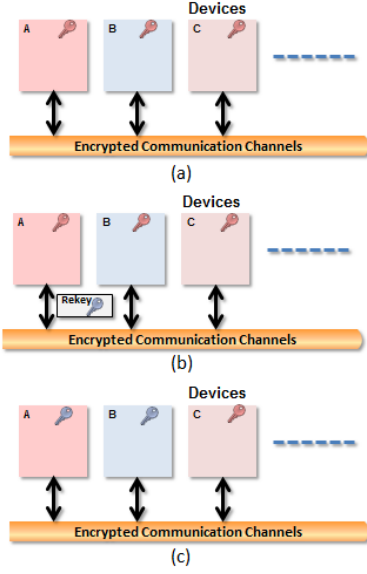 Devices
A B C
Encrypted Communication Channels
(a)
Devices
A B C
Rekey
Encrypted Communication Channels
(b)
Devices
A B C
Encrypted Communication Channels
(c)